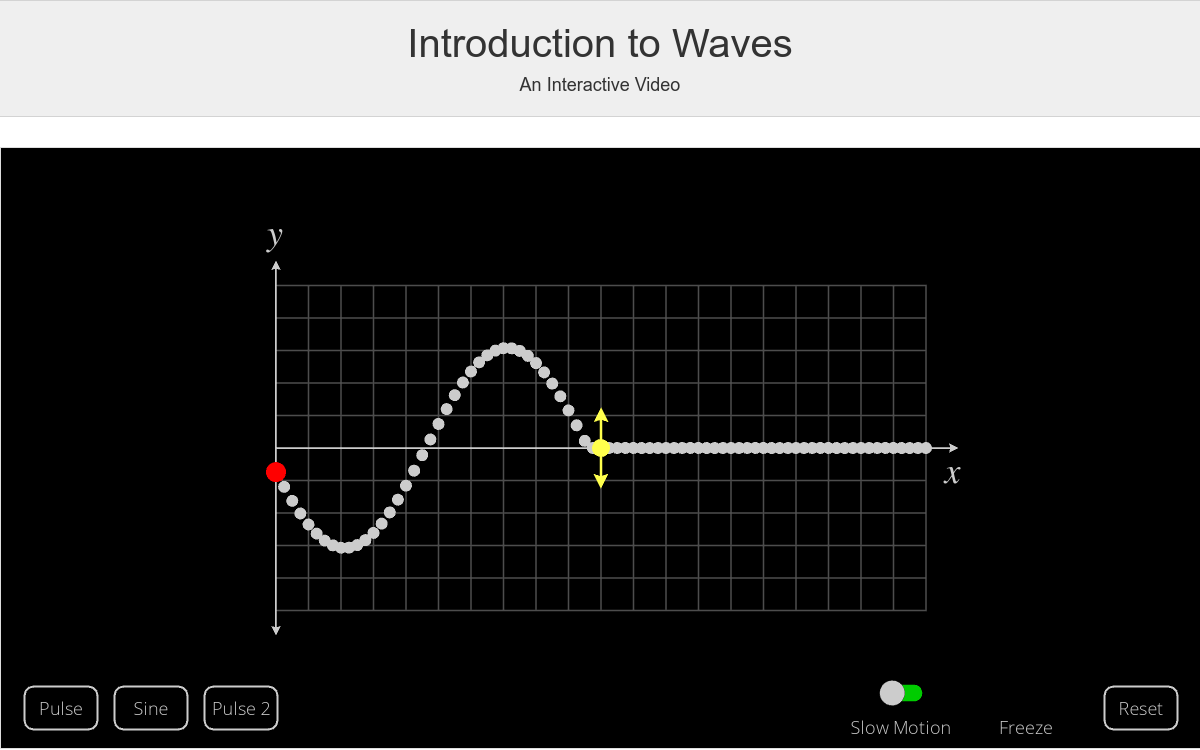 Introduction to Waves
An Interactive Video
y
x
Pulse
Sine
Pulse 2
Slow Motion
Freeze
Reset